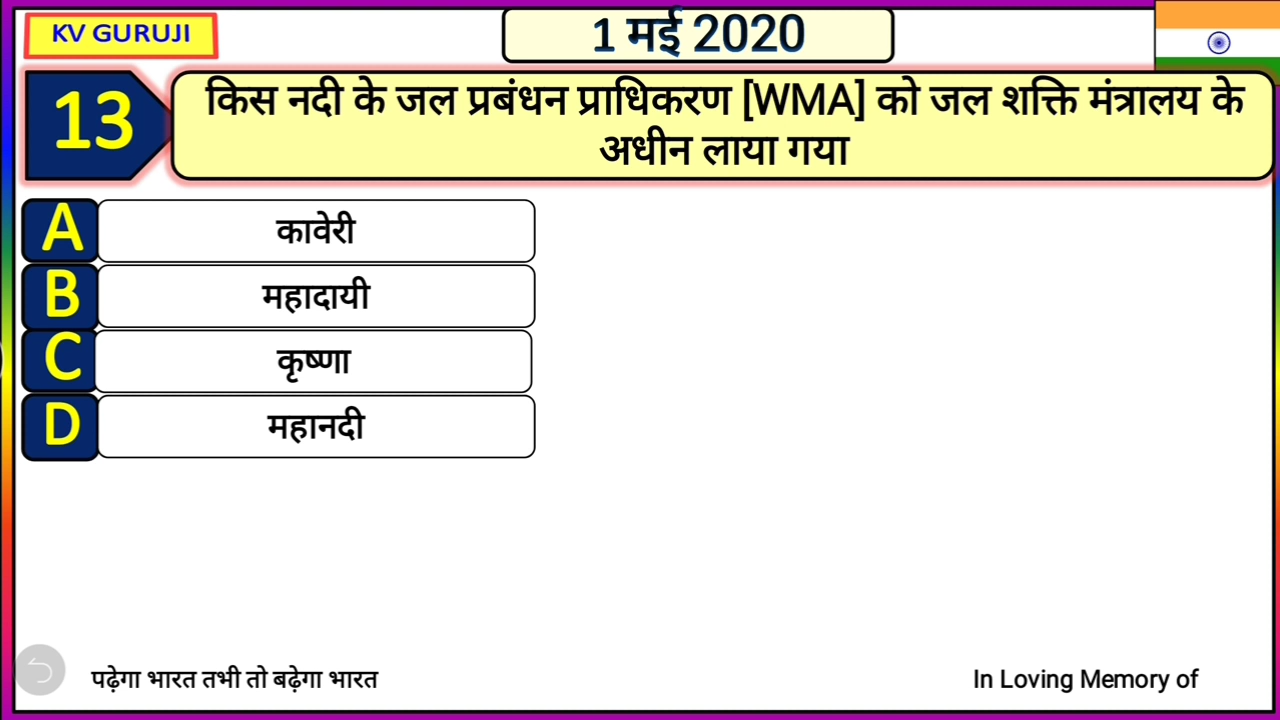 KV GURUJI
1 मई 2020
13
किस नदी के जल प्रबंधन प्राधिकरण [WMA] को जल शक्ति मंत्रालय के
अधीन लाया गया
A कावेरी
B महादायी
C कृष्णा
D महानदी
पढ़ेगा भारत तभी तो बढ़ेगा भारत
In Loving Memory of